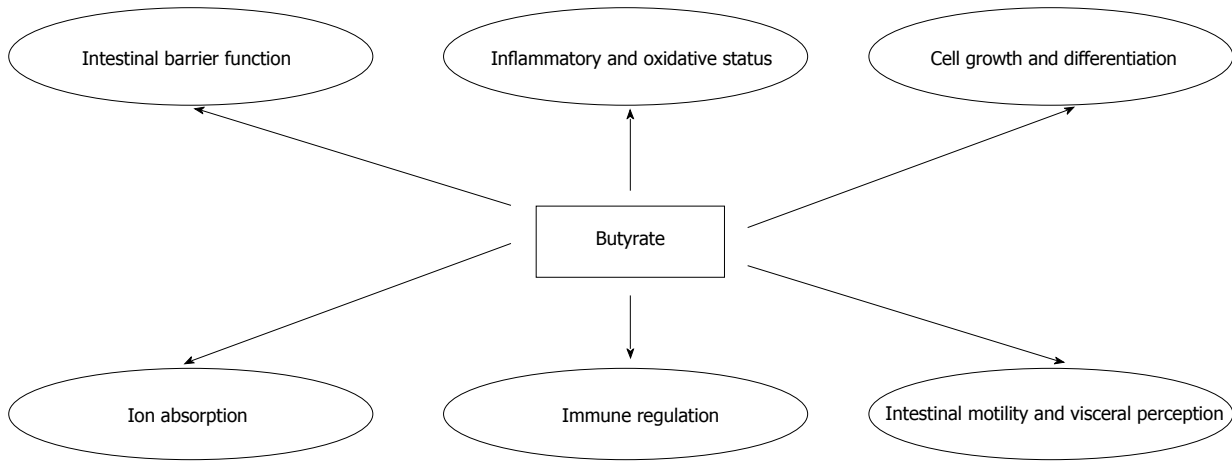 Intestinal barrier function
Inflammatory and oxidative status
Cell growth and differentiation
Butyrate
Ion absorption
Immune regulation
Intestinal motility and visceral perception